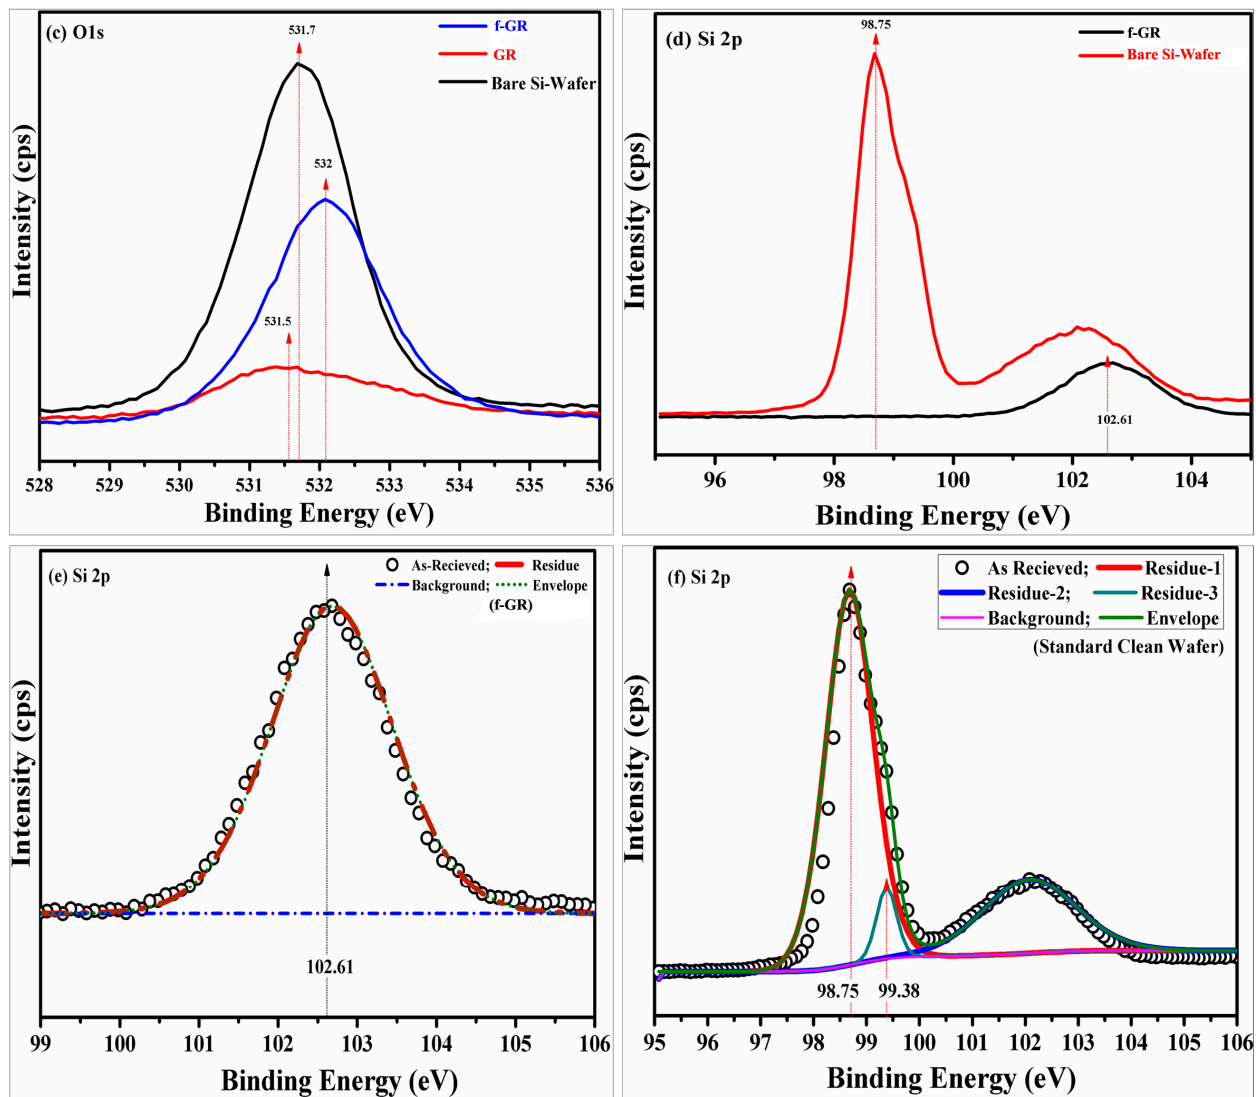 (c) O1s
f-GR
GR
Bare Si-Wafer
531.7
532
531.5
Intensity (cps)
528 529 530 531 532 533 534 535 536
Binding Energy (eV)
(d) Si 2p
f-GR
Bare Si-Wafer
98.75
102.61
Intensity (cps)
96 98 100 102 104
Binding Energy (eV)
(e) Si 2p
As-Recieved; Residue
Background; Envelope
(f-GR)
102.61
Intensity (cps)
99 100 101 102 103 104 105 106
Binding Energy (eV)
(f) Si 2p
As Recieved; Residue-1
Residue-2; Residue-3
Background; Envelope
(Standard Clean Wafer)
98.75 99.38
Intensity (cps)
95 96 97 98 99 100 101 102 103 104 105 106
Binding Energy (eV)